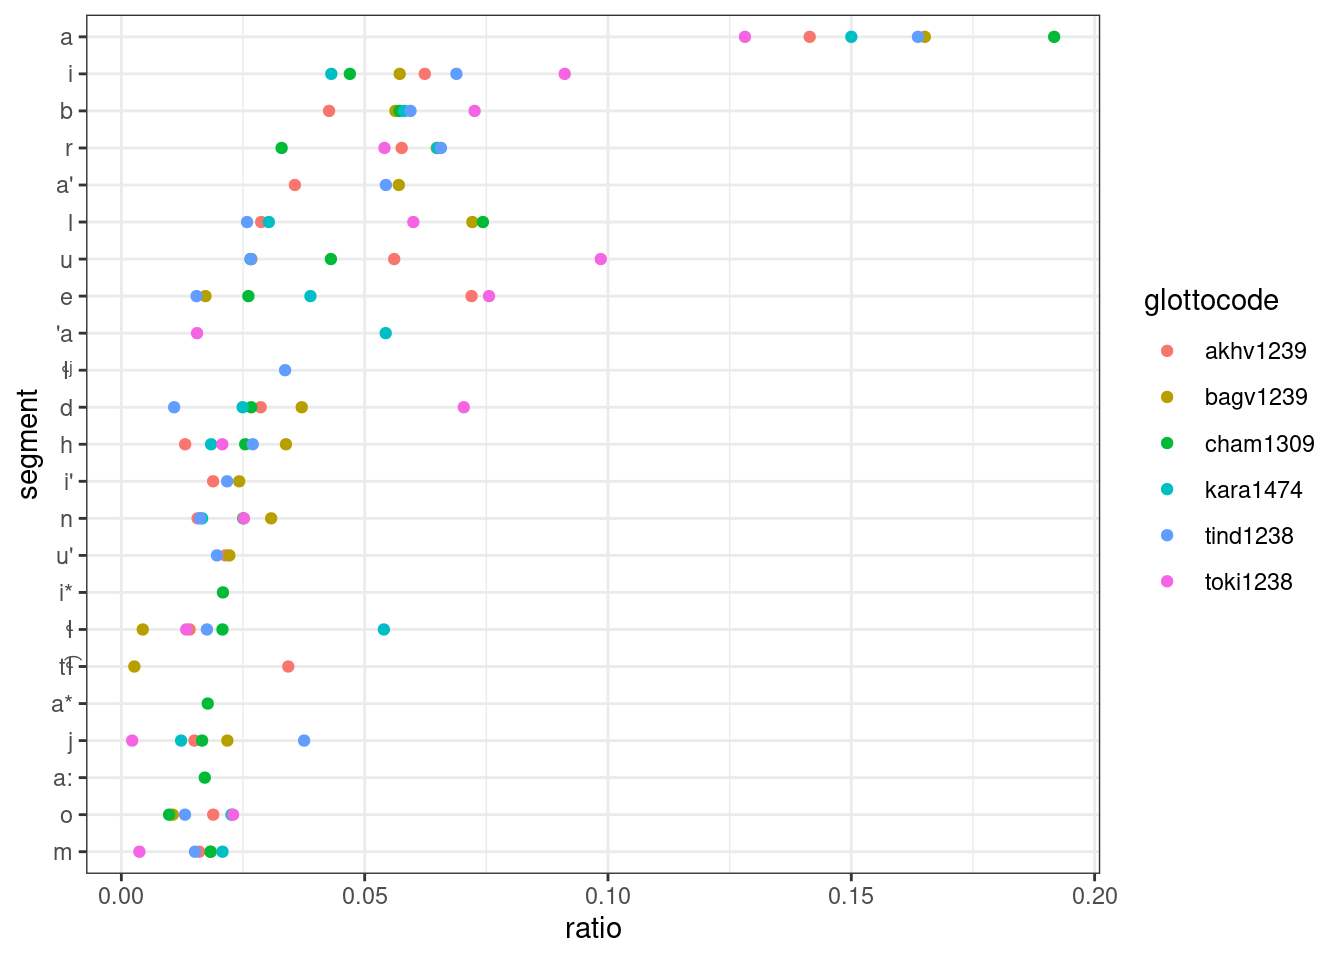 a
i
b
r
a'
l
u
e
'a
d
h
i'
n
u'
i*
a*
j
a:
o
m
segment
0.00 0.05 0.10 0.15 0.20
ratio
glottocode
akhv1239
bagv1239
cham1309
kara1474
tind1238
toki1238